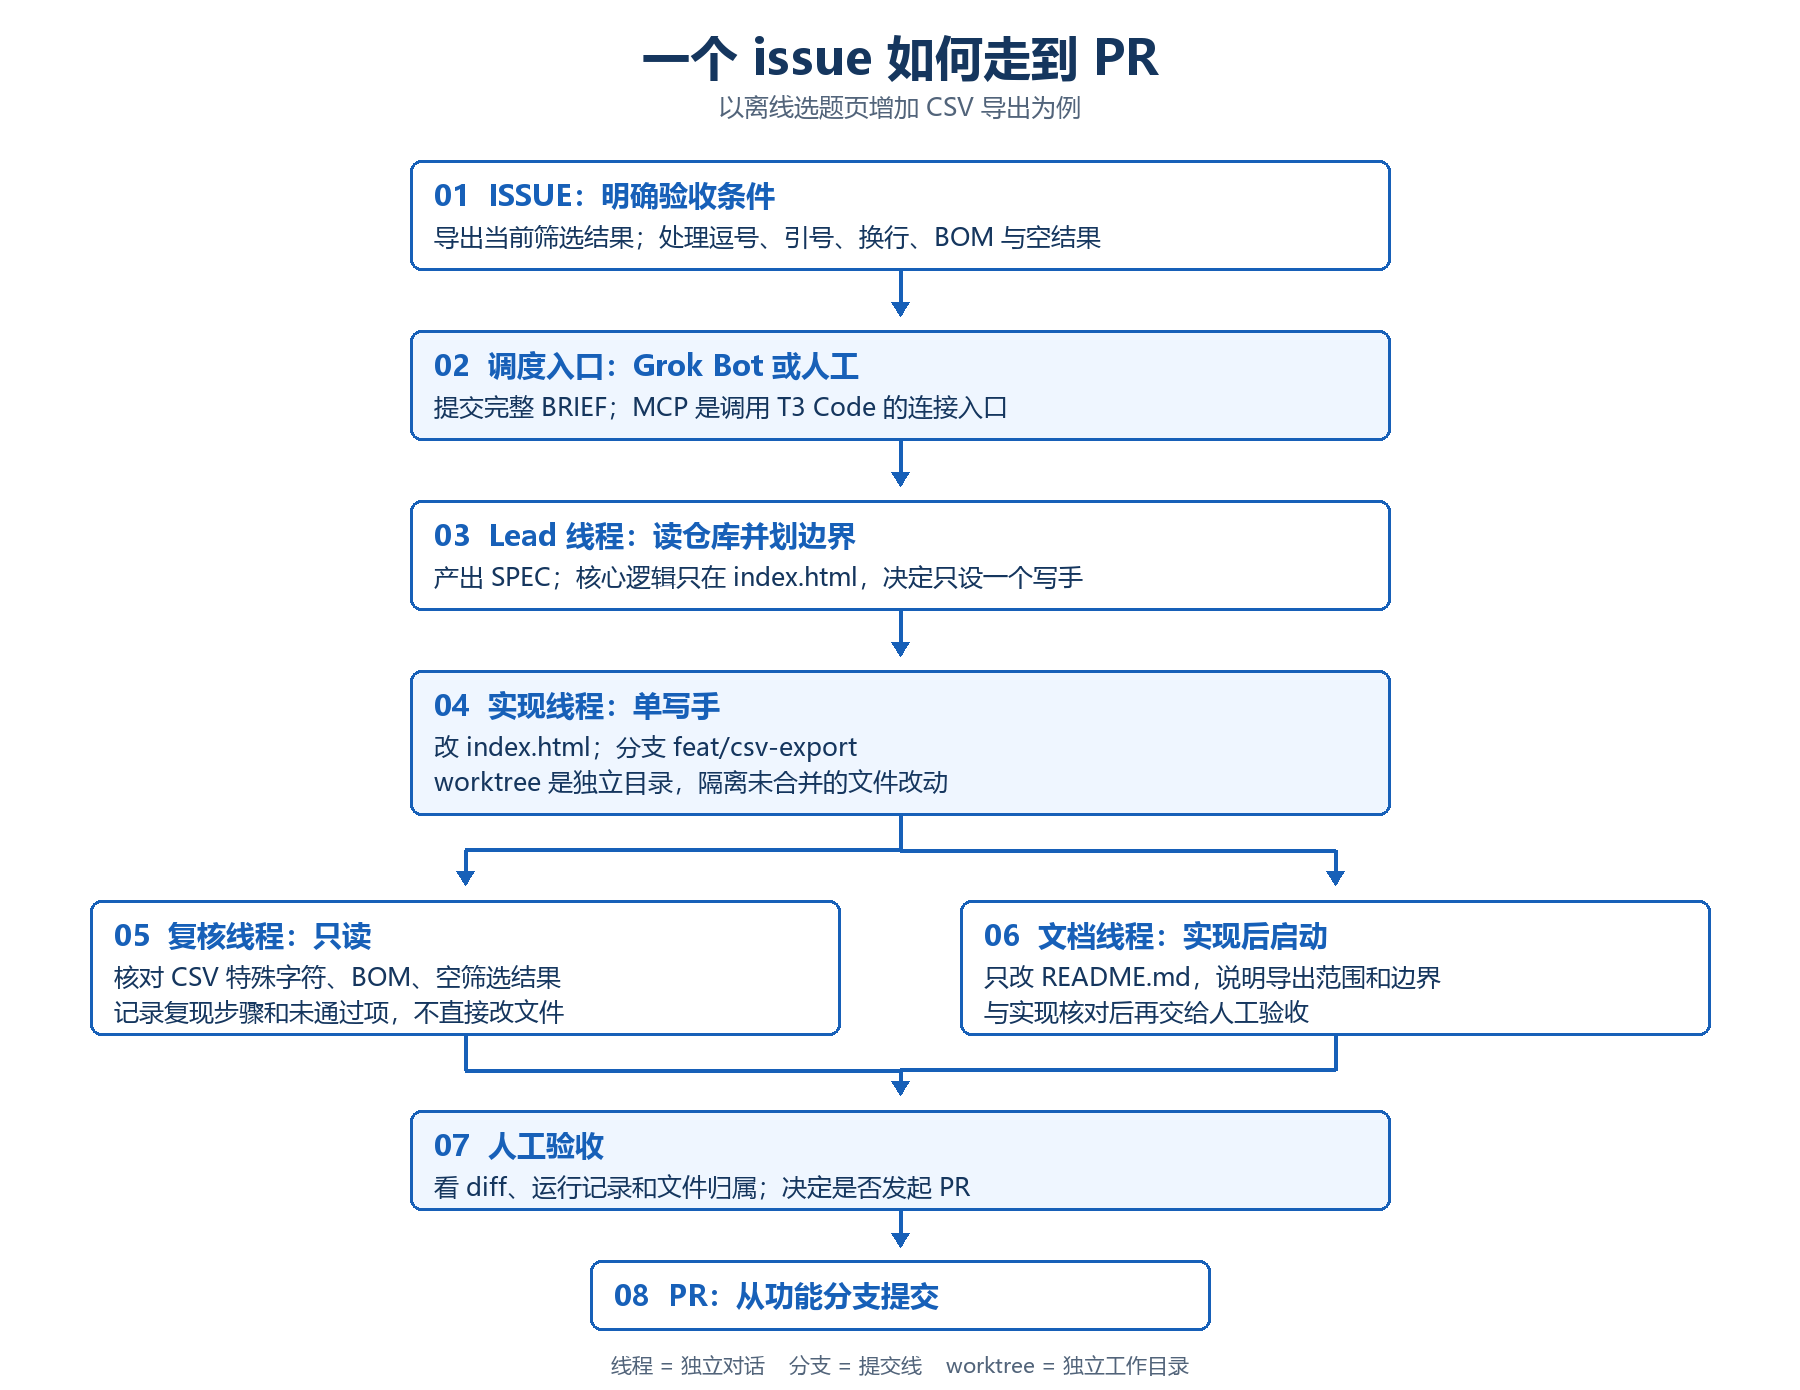 一个 issue 如何走到 PR
以离线选题页增加 CSV 导出为例
01 ISSUE：明确验收条件
导出当前筛选结果；处理逗号、引号、换行、BOM 与空结果
02 调度入口：Grok Bot 或人工
提交完整 BRIEF；MCP 是调用 T3 Code 的连接入口
03 Lead 线程：读仓库并划边界
产出 SPEC；核心逻辑只在 index.html，决定只设一个写手
04 实现线程：单写手
改 index.html；分支 feat/csv-export
worktree 是独立目录，隔离未合并的文件改动
05 复核线程：只读
核对 CSV 特殊字符、BOM、空筛选结果
记录复现步骤和未通过项，不直接改文件
06 文档线程：实现后启动
只改 README.md，说明导出范围和边界
与实现核对后再交给人工验收
07 人工验收
看 diff、运行记录和文件归属；决定是否发起 PR
08 PR：从功能分支提交
线程 = 独立对话 分支 = 提交线 worktree = 独立工作目录